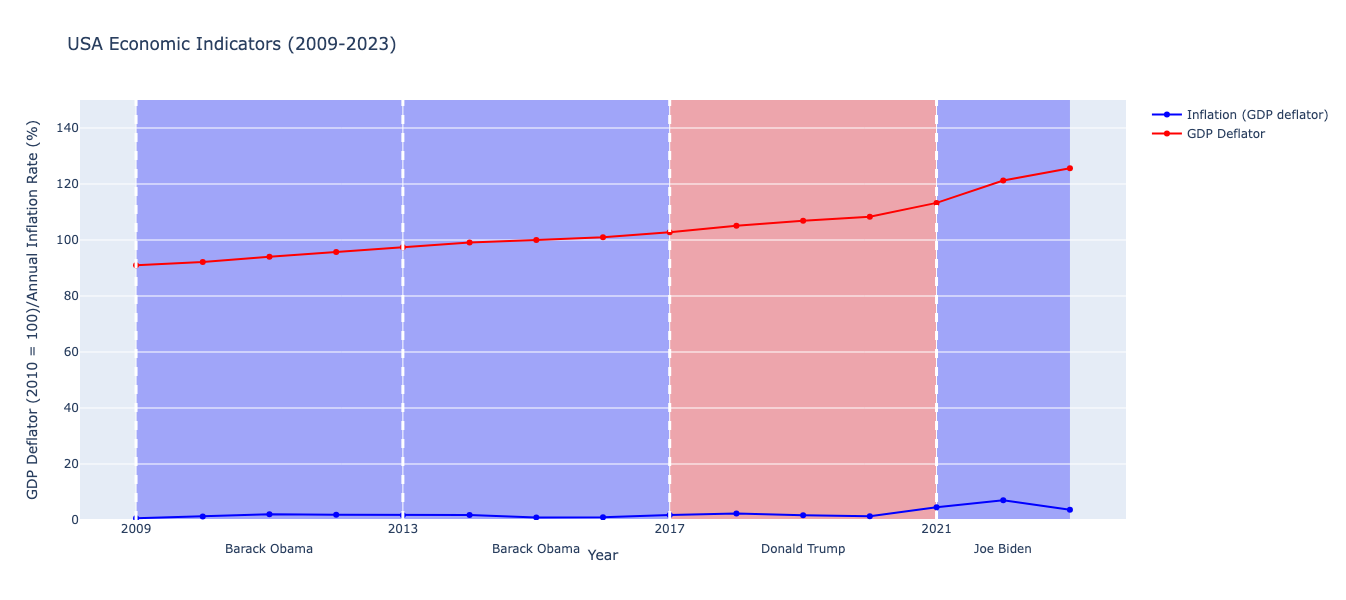 USA Economic Indicators (2009-2023)
Inflation (GDP deflator)
GDP Deflator
GDP Deflator (2010 = 100)/Annual Inflation Rate (%)
140
120
100
80
60
40
20
0
2009 2013 2017 2021
Barack Obama Barack Obama Donald Trump Joe Biden
Year